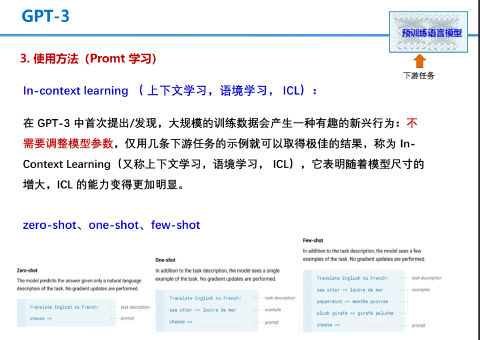 GPT-3
预训练语言模型
下游任务
3. 使用方法（Promt 学习）
In-context learning （ 上下文学习，语境学习， ICL）：
在 GPT-3 中首次提出/发现，大规模的训练数据会产生一种有趣的新兴行为：不
需要调整模型参数，仅用几条下游任务的示例就可以取得极佳的结果，称为 In-
Context Learning（又称上下文学习，语境学习， ICL），它表明随着模型尺寸的
增大，ICL 的能力变得更加明显。
zero-shot、one-shot、few-shot
Zero-shot
The model predicts the answer given only a natural language
description of the task. No gradient updates are performed.
Translate English to French: task description
cheese => prompt
One-shot
In addition to the task description, the model sees a single
example of the task. No gradient updates are performed.
Translate English to French: task description
sea otter => loutre de mer example
cheese => prompt
Few-shot
In addition to the task description, the model sees a few
examples of the task. No gradient updates are performed.
Translate English to French: task description
sea otter => loutre de mer examples
peppermint => menthe poivrée
plush girafe => girafe peluche
cheese => prompt